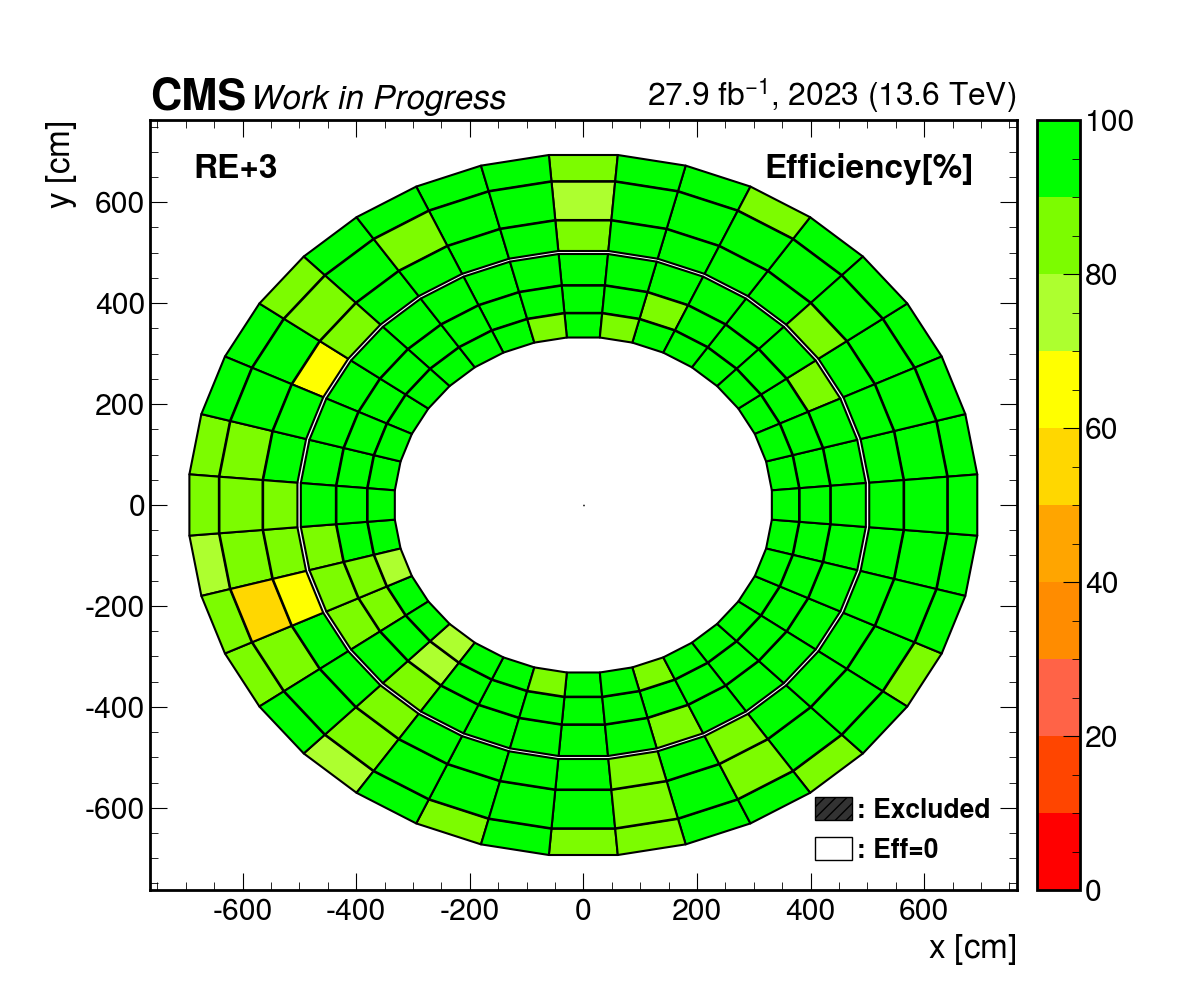 CMS Work in Progress
27.9 fb⁻¹, 2023 (13.6 TeV)
y [cm]
RE+3
Efficiency[%]
600
400
200
0
-200
-400
-600
100
80
60
40
20
0
: Excluded
: Eff=0
-600 -400 -200 0 200 400 600
x [cm]